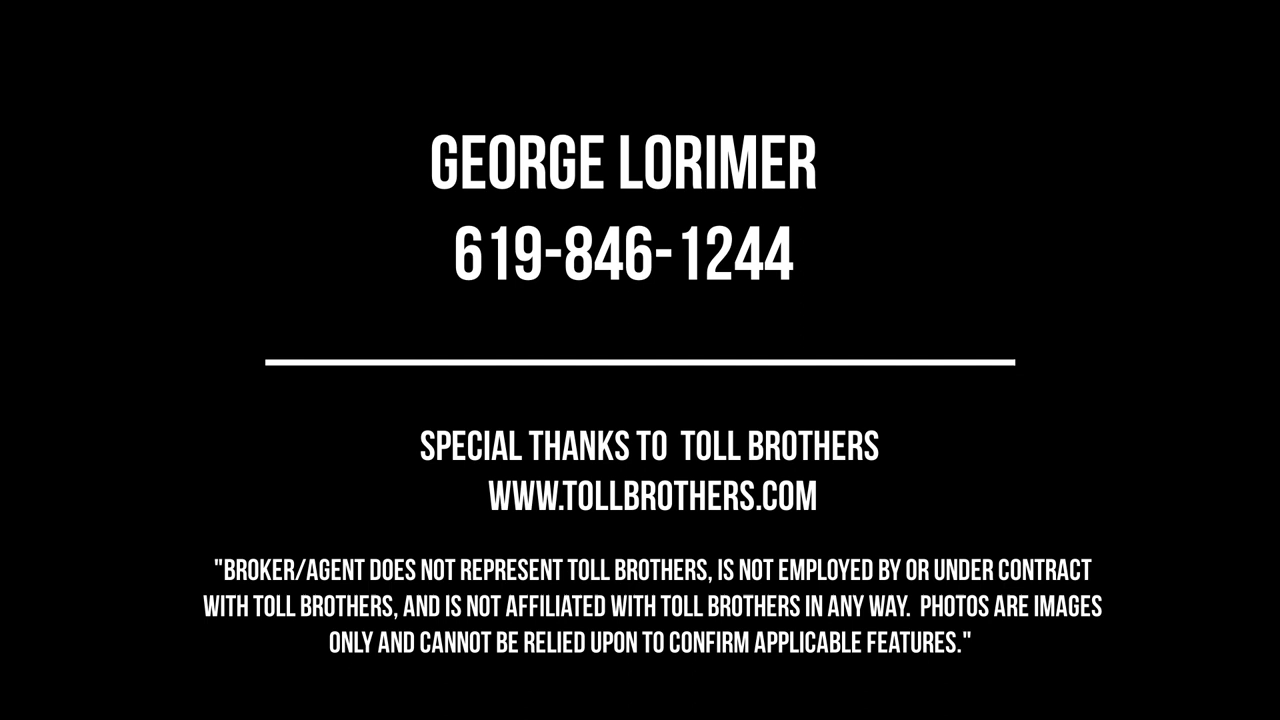 GEORGE LORIMER
619-846-1244
SPECIAL THANKS TO  TOLL BROTHERS
WWW.TOLLBROTHERS.COM
"BROKER/AGENT DOES NOT REPRESENT TOLL BROTHERS, IS NOT EMPLOYED BY OR UNDER CONTRACT
WITH TOLL BROTHERS, AND IS NOT AFFILIATED WITH TOLL BROTHERS IN ANY WAY.  PHOTOS ARE IMAGES
ONLY AND CANNOT BE RELIED UPON TO CONFIRM APPLICABLE FEATURES."